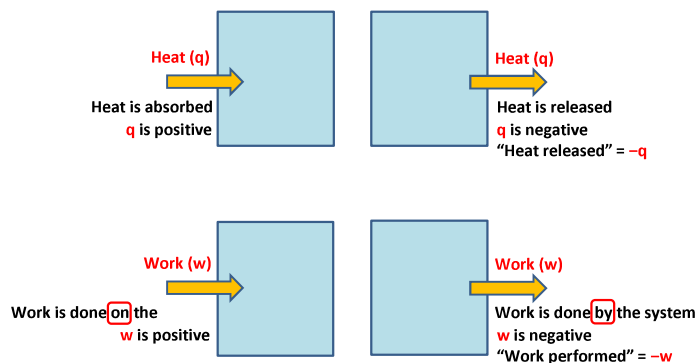 Heat (q)
Heat is absorbed
q is positive
Heat (q)
Heat is released
q is negative
“Heat released” = –q
Work (w)
Work is done on the
w is positive
Work (w)
Work is done by the system
w is negative
“Work performed” = –w